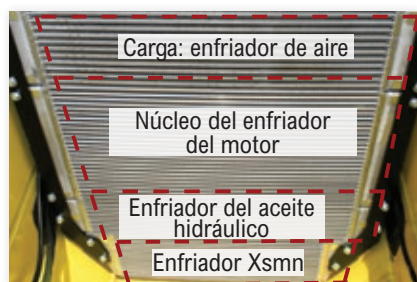 Carga: enfriador de aire
Núcleo del enfriador
del motor
Enfriador del aceite
hidráulico
Enfriador Xsmn